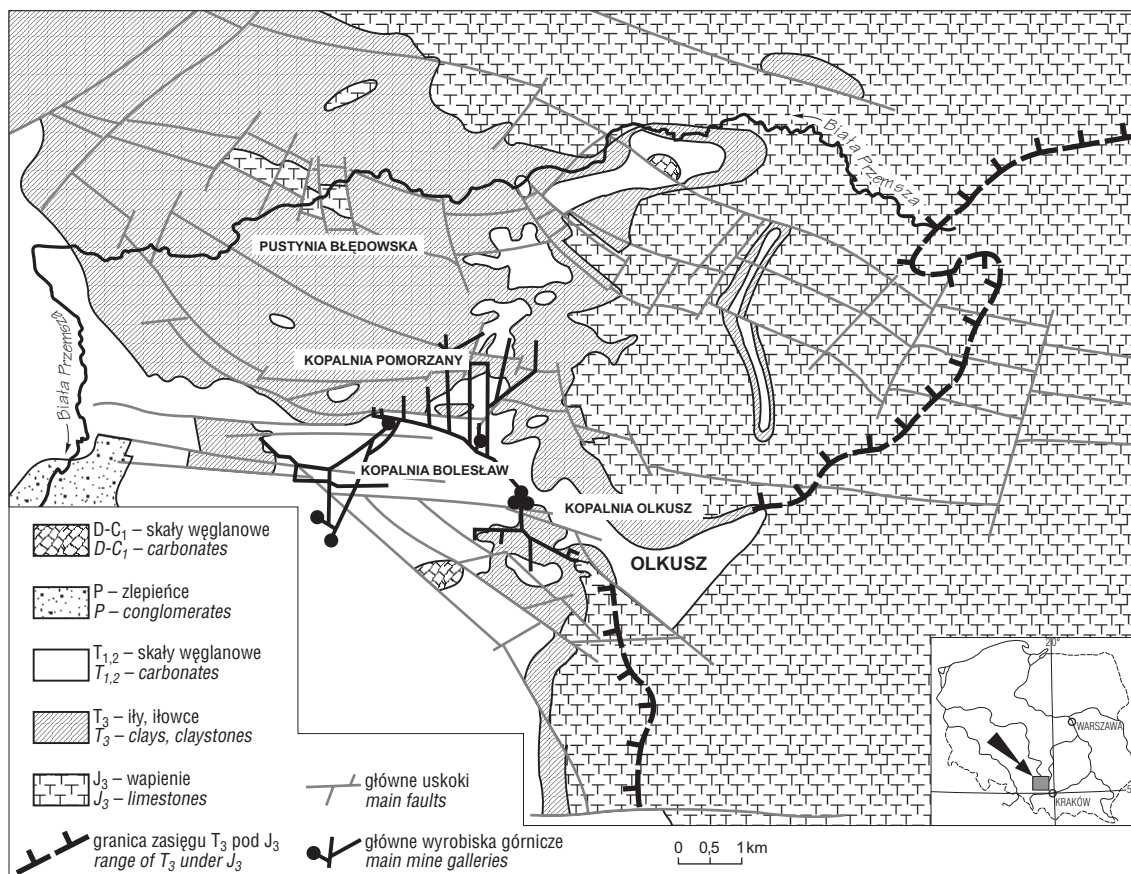 Biała Przemsza
PUSTYNIA BŁĘDOWSKA
Biała Przemsza
KOPALNIA POMORZANY
KOPALNIA BOLESŁAW
KOPALNIA OLKUSZ
OLKUSZ
D-C1 – skały węglanowe
D-C1 – carbonates
P – zlepieńce
P – conglomerates
T1,2 – skały węglanowe
T1,2 – carbonates
T3 – iły, iłowce
T3 – clays, claystones
J3 – wapienie
J3 – limestones
granica zasięgu T3 pod J3
range of T3 under J3
główne uskoki
main faults
główne wyrobiska górnicze
main mine galleries
0 0,5 1 km
20°
WARSZAWA
KRAKÓW